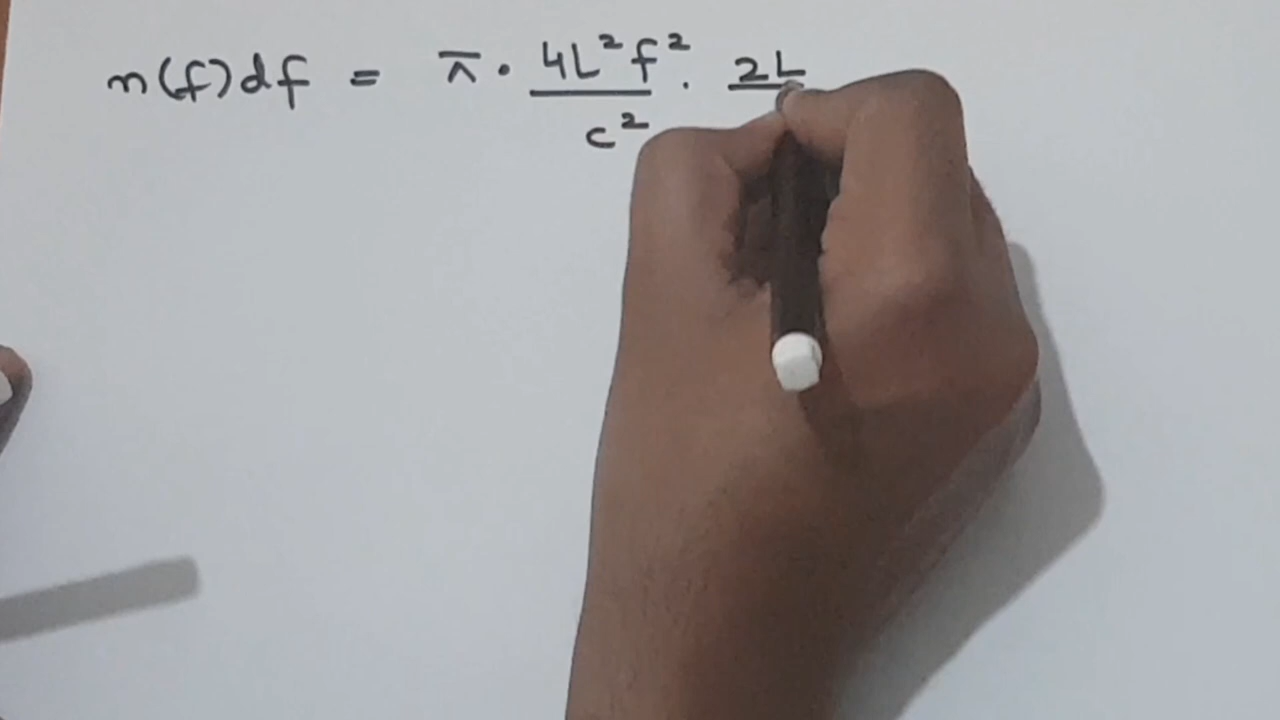 n(f)df = π · 4L²f²/c² · 2L